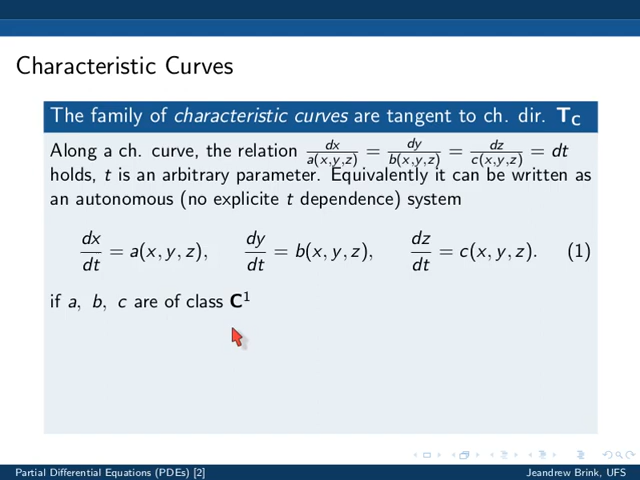 Characteristic Curves
The family of characteristic curves are tangent to ch. dir. T_C
Along a ch. curve, the relation dx/a(x,y,z) = dy/b(x,y,z) = dz/c(x,y,z) = dt
holds, t is an arbitrary parameter. Equivalently it can be written as
an autonomous (no explicit t dependence) system
dx/dt = a(x, y, z), dy/dt = b(x, y, z), dz/dt = c(x, y, z). (1)
if a, b, c are of class C^1
Partial Differential Equations (PDEs) [2] Jeandrew Brink, UFS